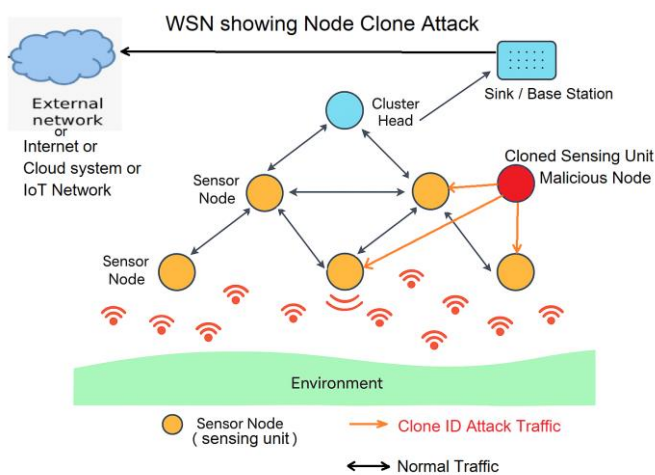 WSN showing Node Clone Attack
External
network
or
Internet or
Cloud system or
IoT Network
Sink / Base Station
Cluster
Head
Cloned Sensing Unit
Malicious Node
Sensor
Node
Sensor
Node
Environment
Sensor Node
( sensing unit )
Clone ID Attack Traffic
Normal Traffic